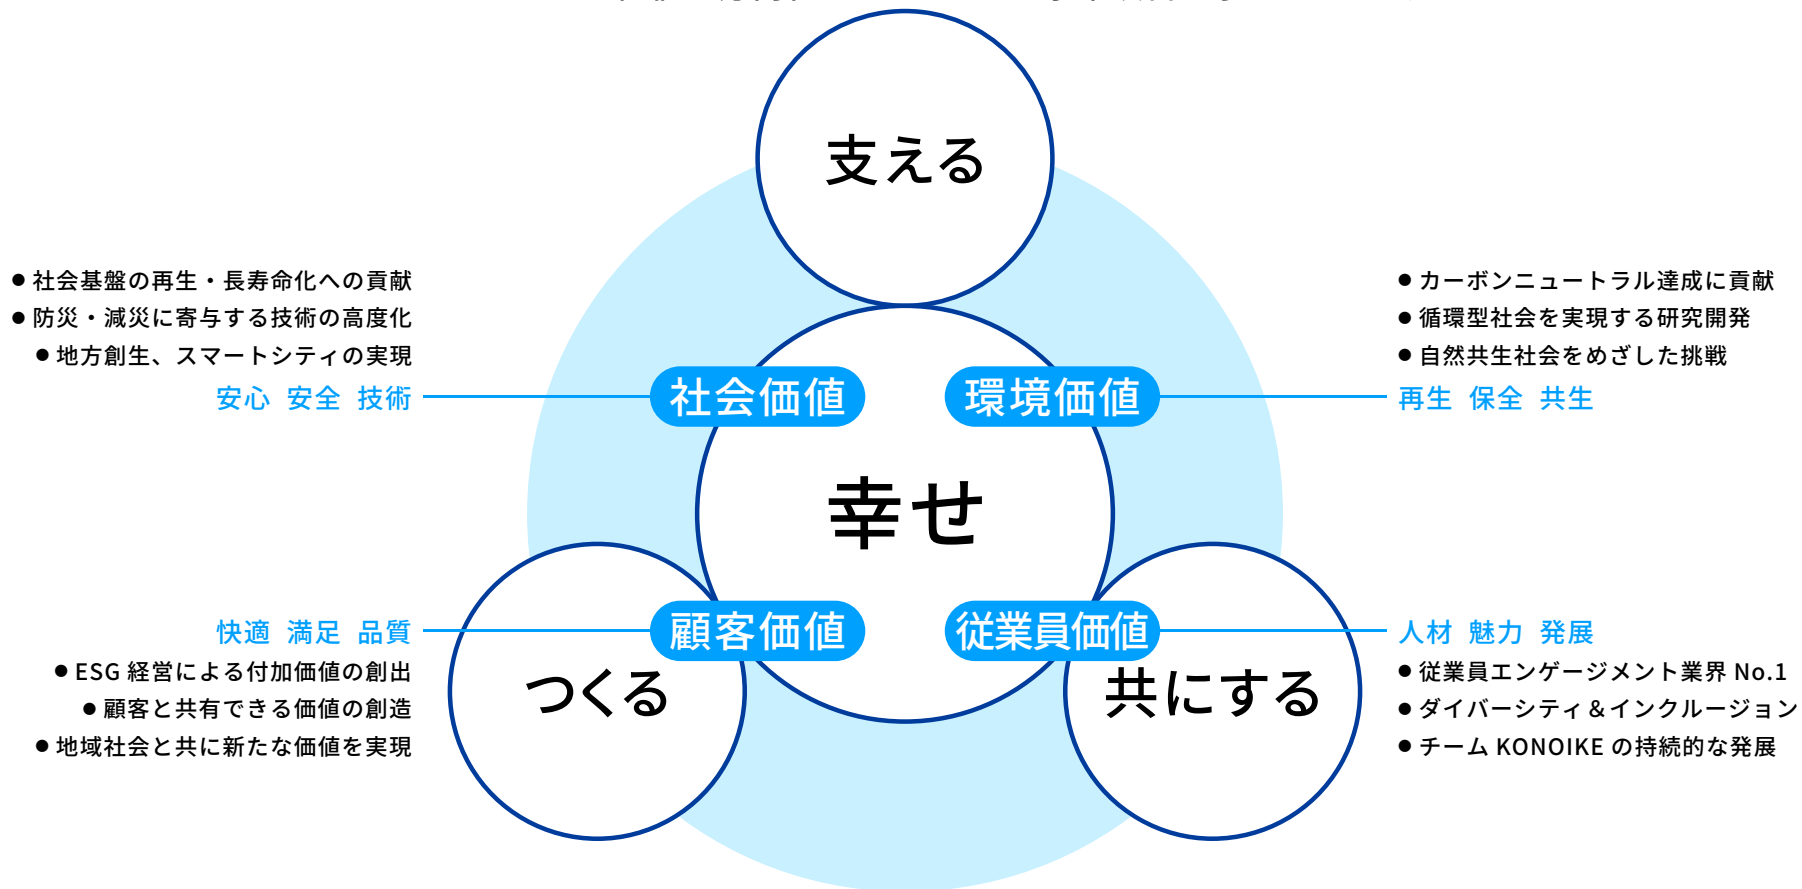 支える
● 社会基盤の再生・長寿命化への貢献
● 防災・減災に寄与する技術の高度化
● 地方創生、スマートシティの実現
安心 安全 技術
社会価値
環境価値
● カーボンニュートラル達成に貢献
● 循環型社会を実現する研究開発
● 自然共生社会をめざした挑戦
再生 保全 共生
幸せ
快適 満足 品質
顧客価値
● ESG 経営による付加価値の創出
● 顧客と共有できる価値の創造
● 地域社会と共に新たな価値を実現
つくる
従業員価値
人材 魅力 発展
共にする
● 従業員エンゲージメント業界 No.1
● ダイバーシティ＆インクルージョン
● チーム KONOIKE の持続的な発展